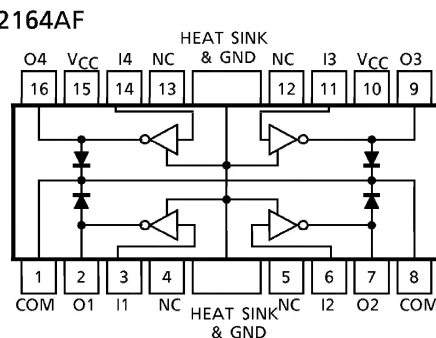 2164AF
HEAT SINK
& GND
O4 VCC I4 NC NC I3 VCC O3
16 15 14 13 12 11 10 9
1 2 3 4 5 6 7 8
COM O1 I1 NC NC I2 O2 COM
HEAT SINK
& GND